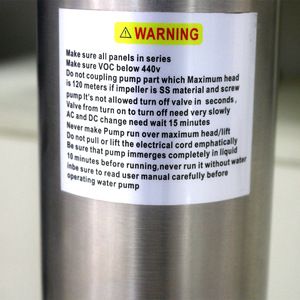 WARNING
Make sure all panels in series
Make sure VOC below 440v
Do not coupling pump part which Maximum head
is 120 meters if impeller is SS material and screw
pump It's not allowed turn off valve in seconds,
Valve from turn on to turn off need very slowly
AC and DC change need wait 15 minutes
Never make Pump run over maximum head/lift
Do not pull or lift the electrical cord emphatically
Be sure that pump immerges completely in liquid
10 minutes before running,never run it without water
inbe sure to read user manual carefully before
operating water pump